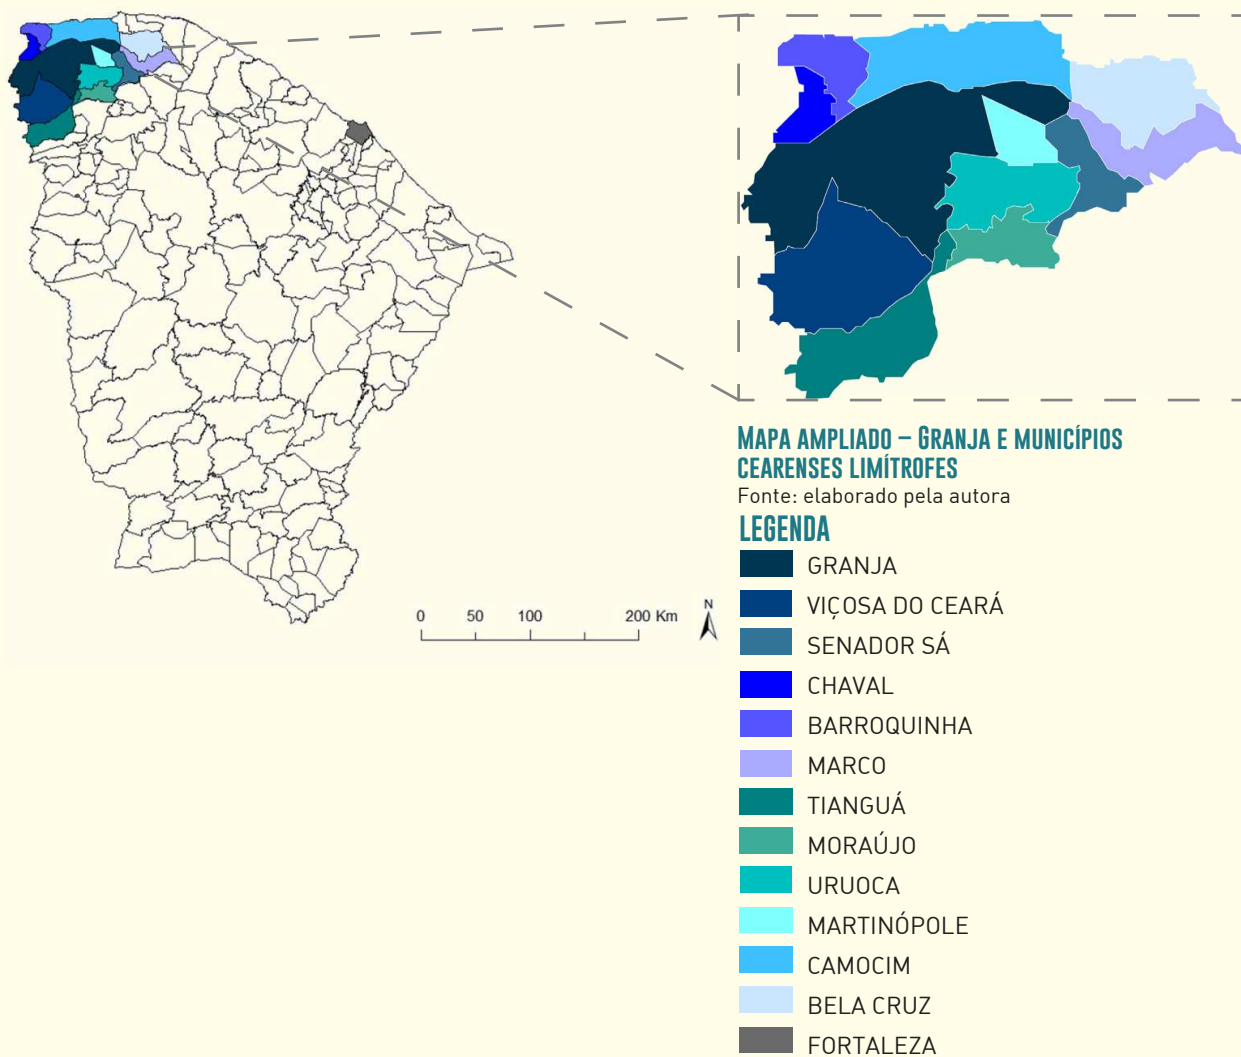 0 50 100 200 Km
N
MAPA AMPLIADO – GRANJA E MUNICÍPIOS
CEARENSES LIMÍTROFES
Fonte: elaborado pela autora
LEGENDA
GRANJA
VIÇOSA DO CEARÁ
SENADOR SÁ
CHAVAL
BARROQUINHA
MARCO
TIANGUÁ
MORAÚJO
URUOCA
MARTINÓPOLE
CAMOCIM
BELA CRUZ
FORTALEZA